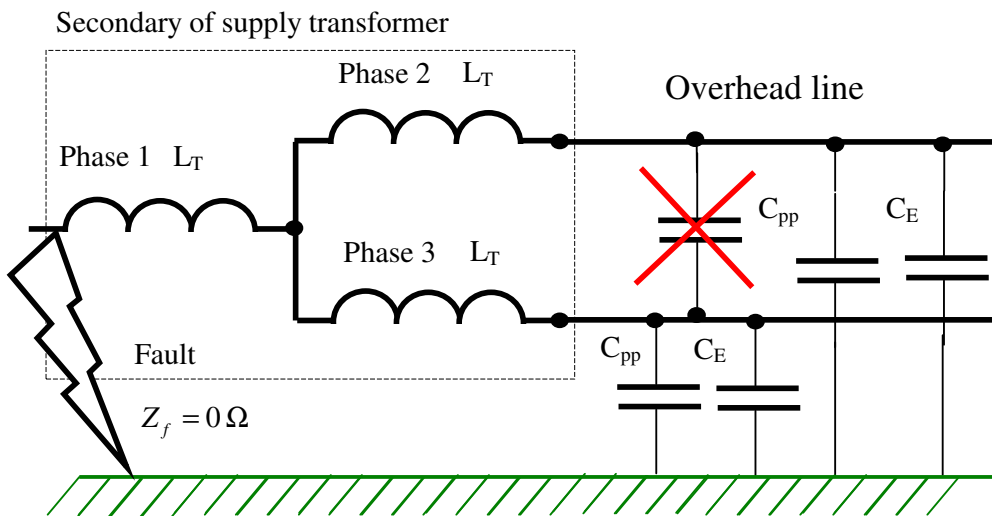 Secondary of supply transformer
Phase 2 L_T
Overhead line
Phase 1 L_T
C_pp
C_E
Phase 3 L_T
C_pp
C_E
Fault
Z_f = 0 Ω